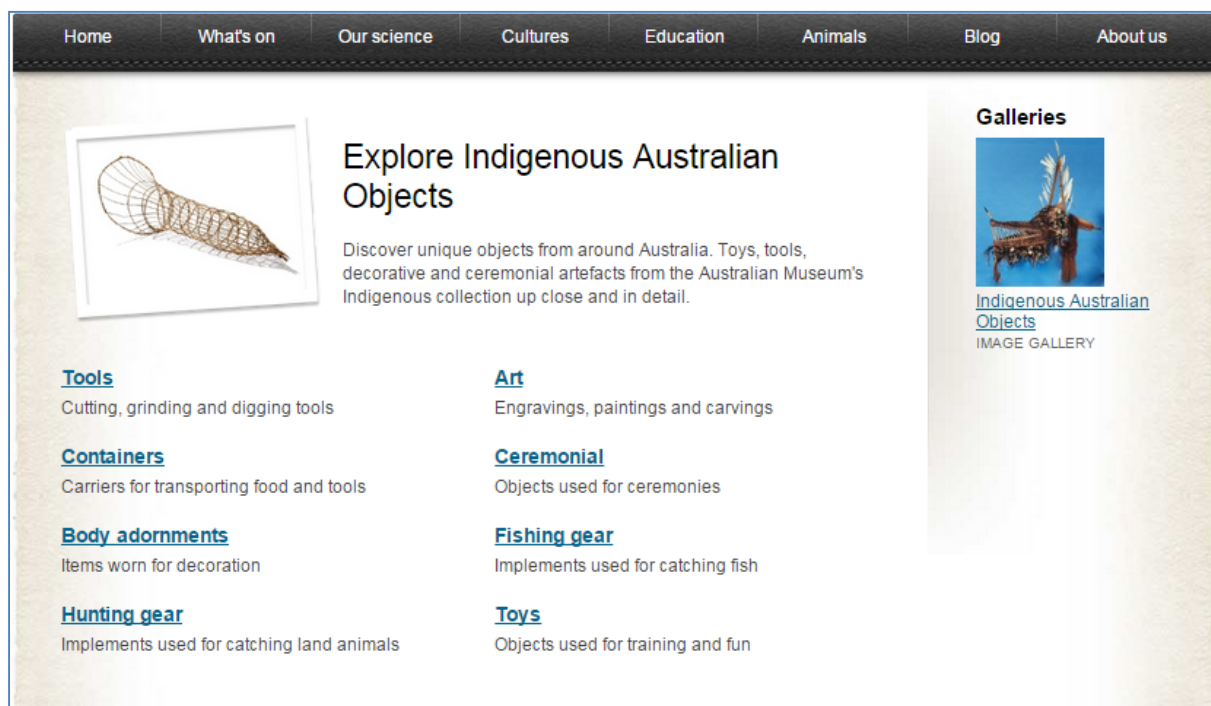 Home What's on Our science Cultures Education Animals Blog About us
Explore Indigenous Australian
Objects
Discover unique objects from around Australia. Toys, tools,
decorative and ceremonial artefacts from the Australian Museum's
Indigenous collection up close and in detail.
Tools
Cutting, grinding and digging tools
Art
Engravings, paintings and carvings
Containers
Carriers for transporting food and tools
Ceremonial
Objects used for ceremonies
Body adornments
Items worn for decoration
Fishing gear
Implements used for catching fish
Hunting gear
Implements used for catching land animals
Toys
Objects used for training and fun
Galleries
Indigenous Australian
Objects
IMAGE GALLERY